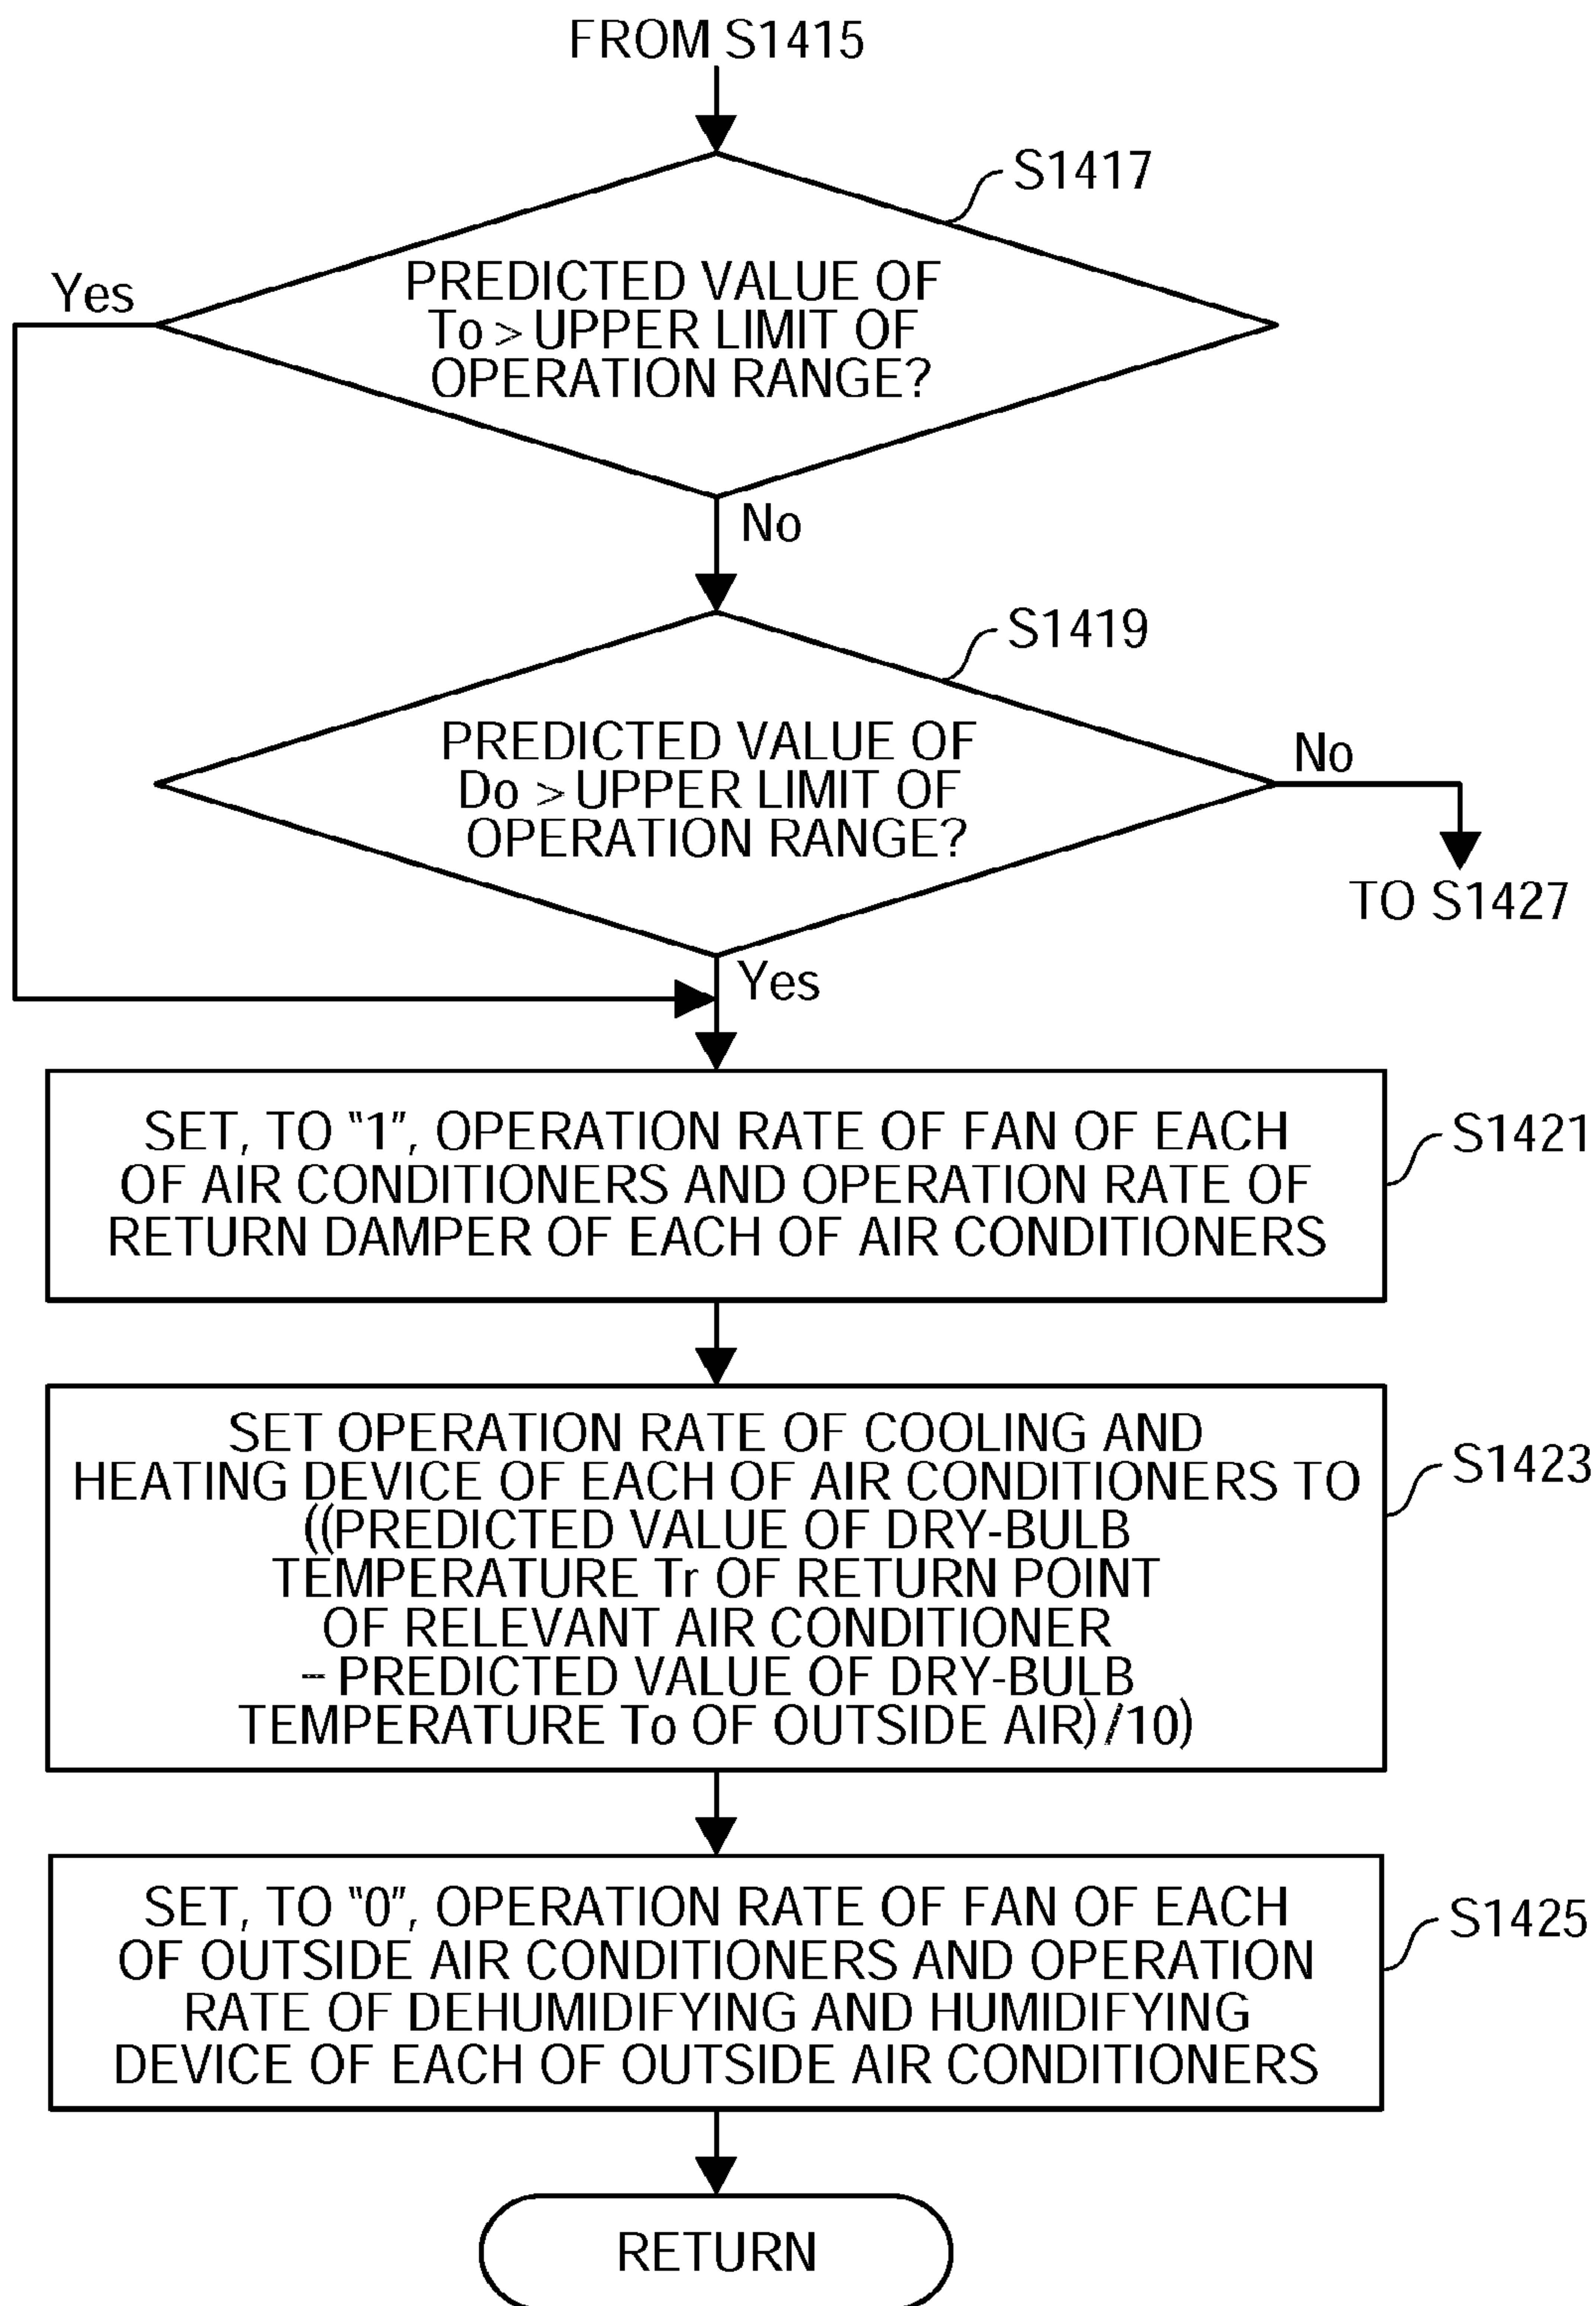 FROM S1415
S1417
PREDICTED VALUE OF
To > UPPER LIMIT OF
OPERATION RANGE?
Yes
No
S1419
PREDICTED VALUE OF
Do > UPPER LIMIT OF
OPERATION RANGE?
No
TO S1427
Yes
SET, TO "1", OPERATION RATE OF FAN OF EACH
OF AIR CONDITIONERS AND OPERATION RATE OF
RETURN DAMPER OF EACH OF AIR CONDITIONERS
S1421
SET OPERATION RATE OF COOLING AND
HEATING DEVICE OF EACH OF AIR CONDITIONERS TO
((PREDICTED VALUE OF DRY-BULB
TEMPERATURE Tr OF RETURN POINT
OF RELEVANT AIR CONDITIONER
– PREDICTED VALUE OF DRY-BULB
TEMPERATURE To OF OUTSIDE AIR)/10)
S1423
SET, TO "0", OPERATION RATE OF FAN OF EACH
OF OUTSIDE AIR CONDITIONERS AND OPERATION
RATE OF DEHUMIDIFYING AND HUMIDIFYING
DEVICE OF EACH OF OUTSIDE AIR CONDITIONERS
S1425
RETURN